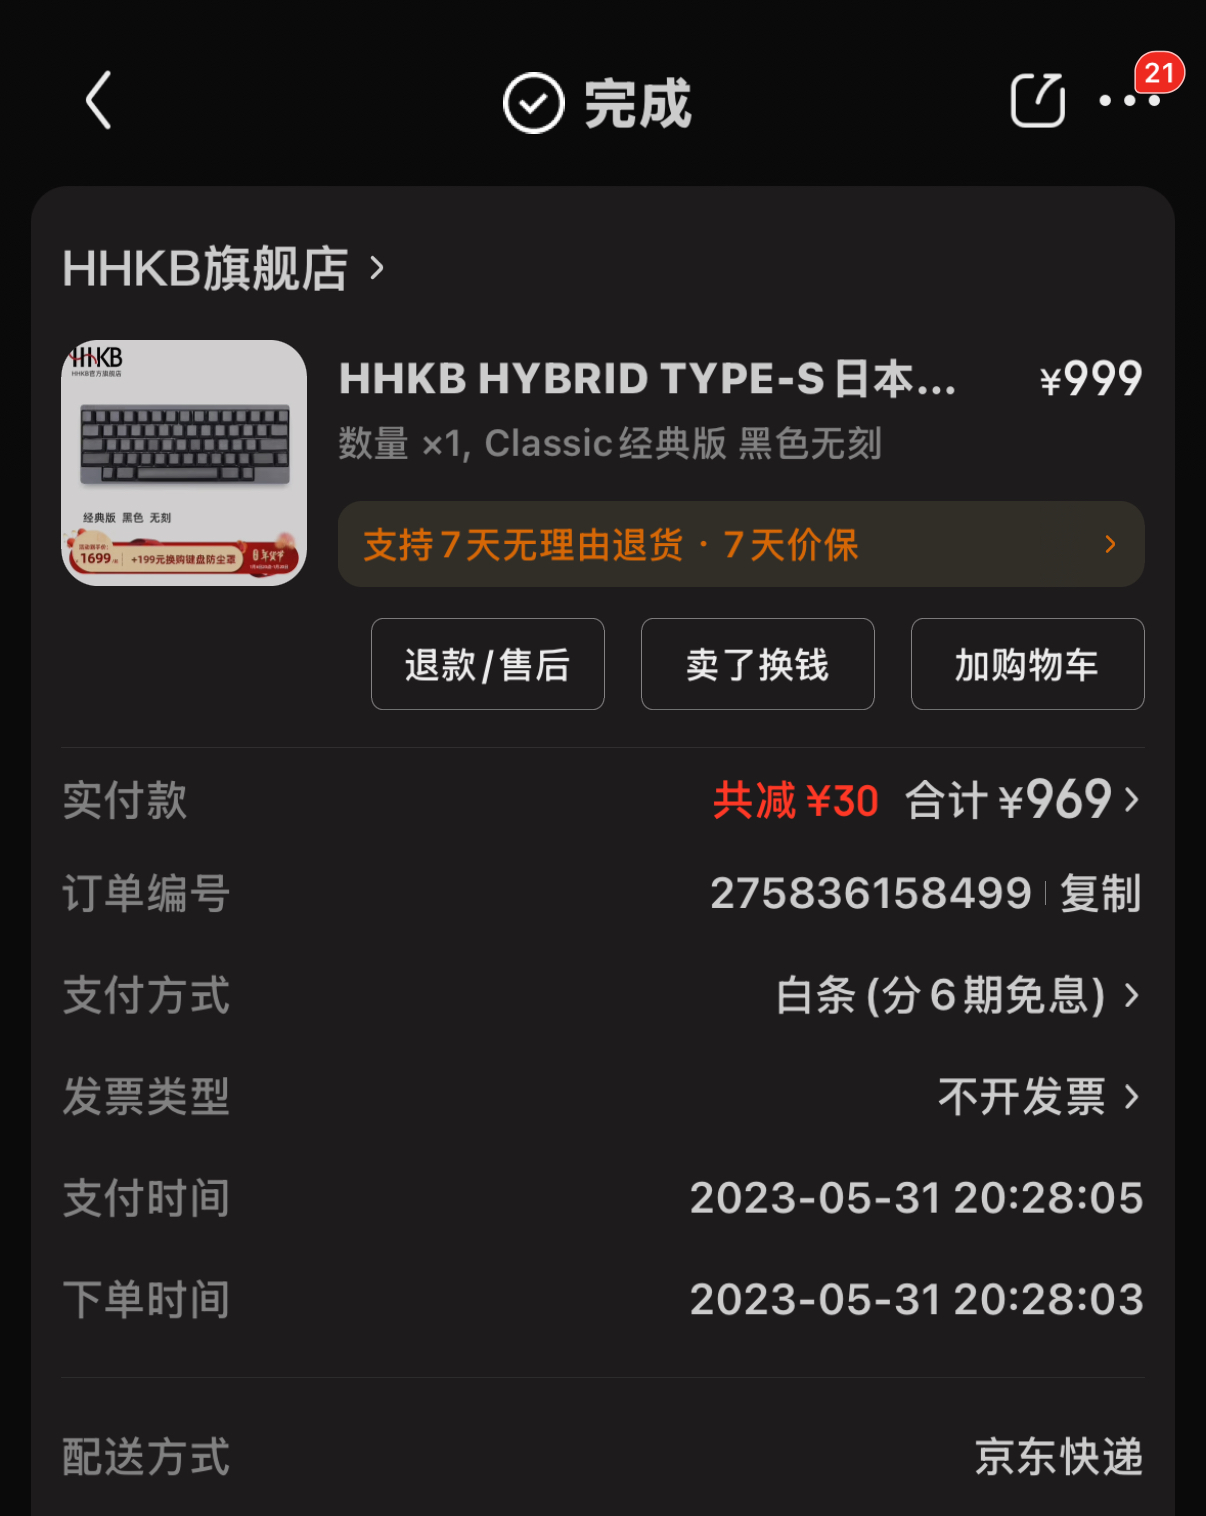 完成
21
HHKB旗舰店
HHKB
HHKB官方旗舰店
经典版 黑色 无刻
1699
+199元换购键盘防尘罩
HHKB HYBRID TYPE-S日本...
¥999
数量 ×1, Classic经典版 黑色无刻
支持7天无理由退货 · 7天价保
退款/售后
卖了换钱
加购物车
实付款 共减¥30 合计¥969
订单编号 275836158499 复制
支付方式 白条(分6期免息)
发票类型 不开发票
支付时间 2023-05-31 20:28:05
下单时间 2023-05-31 20:28:03
配送方式 京东快递